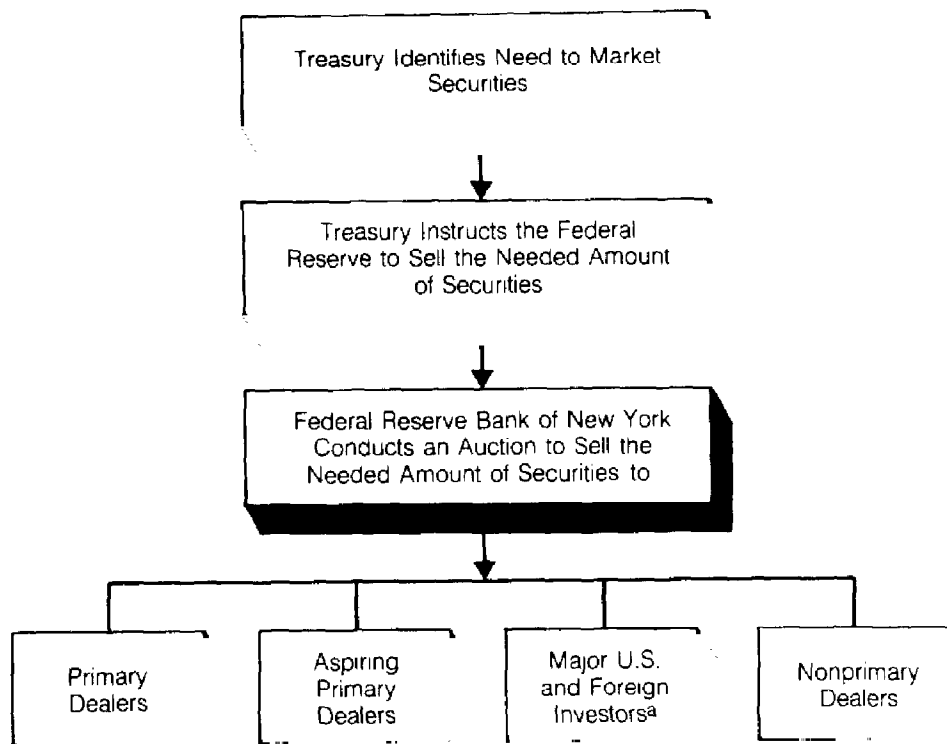 Treasury Identifies Need to Market
Securities
Treasury Instructs the Federal
Reserve to Sell the Needed Amount
of Securities
Federal Reserve Bank of New York
Conducts an Auction to Sell the
Needed Amount of Securities to
Primary
Dealers
Aspiring
Primary
Dealers
Major U.S.
and Foreign
Investorsᵃ
Nonprimary
Dealers